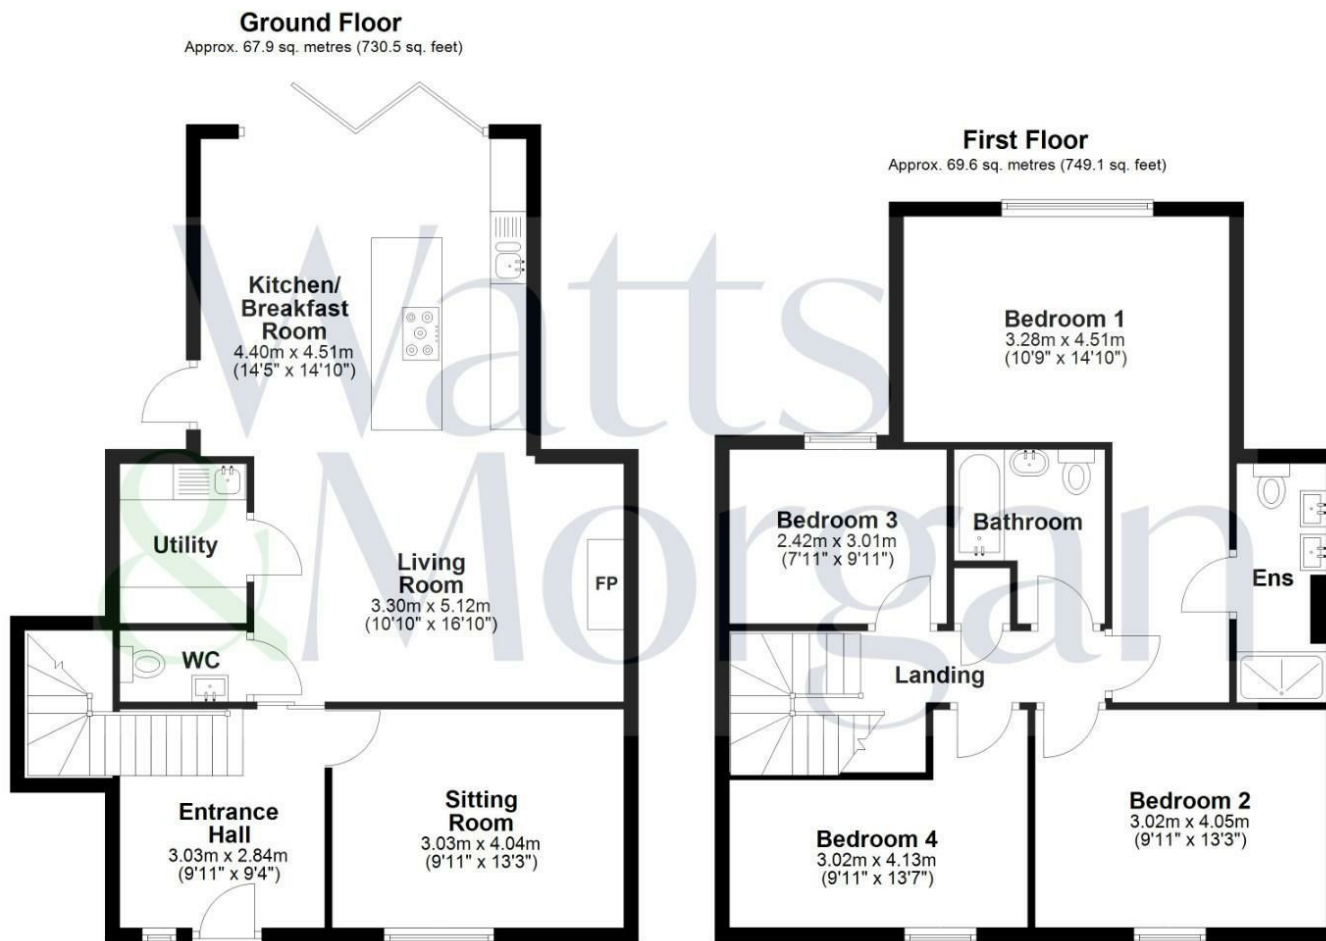 Ground Floor
Approx. 67.9 sq. metres (730.5 sq. feet)
Kitchen/
Breakfast
Room
4.40m x 4.51m
(14'5" x 14'10")
Utility
Living
Room
3.30m x 5.12m
(10'10" x 16'10")
FP
WC
Entrance
Hall
3.03m x 2.84m
(9'11" x 9'4")
Sitting
Room
3.03m x 4.04m
(9'11" x 13'3")
First Floor
Approx. 69.6 sq. metres (749.1 sq. feet)
Bedroom 1
3.28m x 4.51m
(10'9" x 14'10")
Bedroom 3
2.42m x 3.01m
(7'11" x 9'11")
Bathroom
Ens
Landing
Bedroom 4
3.02m x 4.13m
(9'11" x 13'7")
Bedroom 2
3.02m x 4.05m
(9'11" x 13'3")
Watts
&Morgan